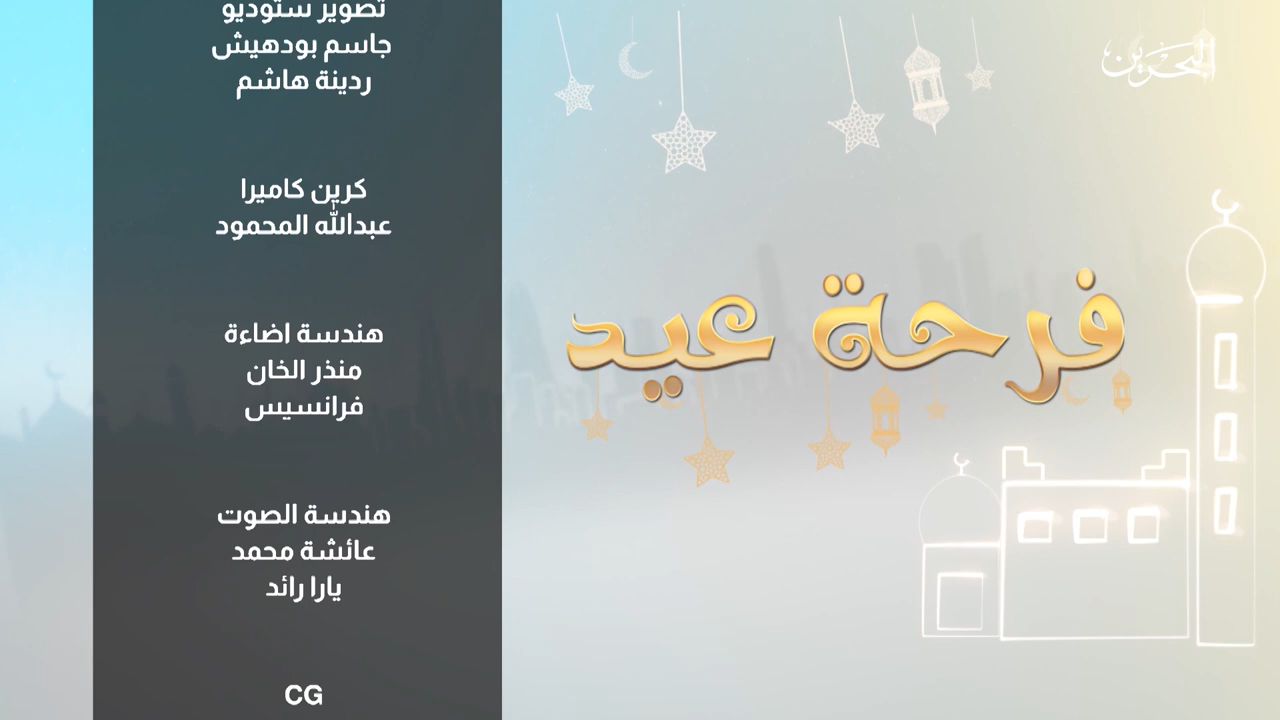 تصوير ستوديو
جاسم بودهيش
ردينة هاشم
كرين كاميرا
عبدالله المحمود
هندسة اضاءة
منذر الخان
فرانسيس
هندسة الصوت
عائشة محمد
يارا رائد
CG
البحرين
فرحة عيد